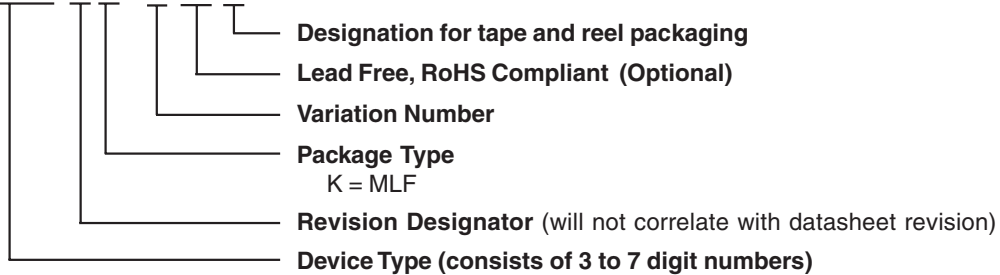 Designation for tape and reel packaging
Lead Free, RoHS Compliant (Optional)
Variation Number
Package Type
K = MLF
Revision Designator (will not correlate with datasheet revision)
Device Type (consists of 3 to 7 digit numbers)